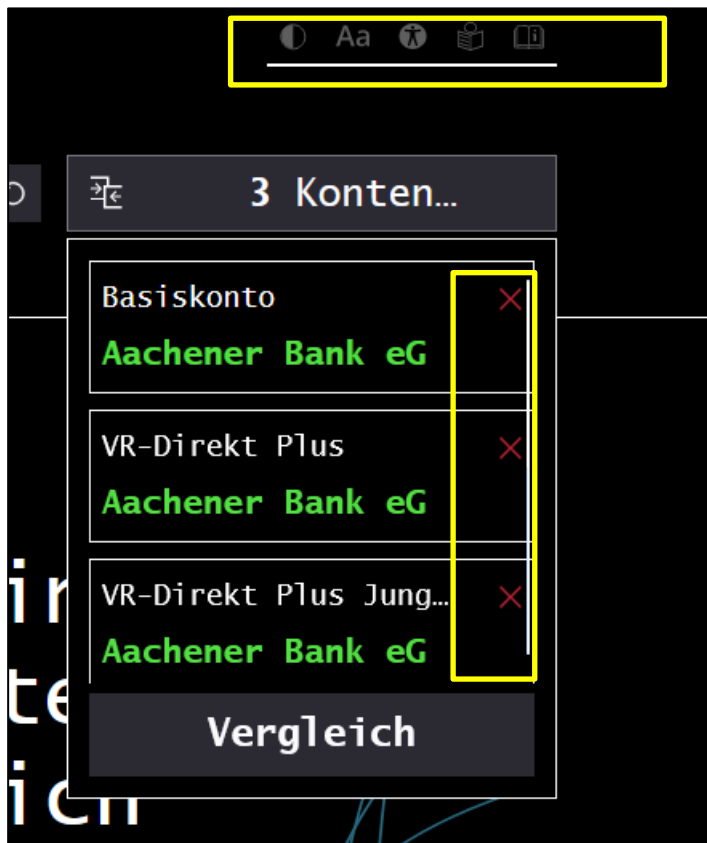 Aa
3 Konten…
Basiskonto
Aachener Bank eG
VR-Direkt Plus
Aachener Bank eG
VR-Direkt Plus Jung…
Aachener Bank eG
Vergleich